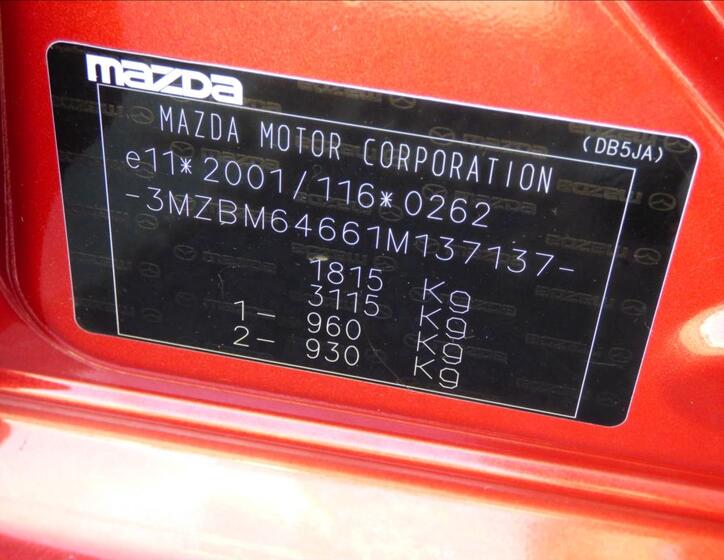 mazda
(DB5JA)
MAZDA MOTOR CORPORATION
e11*2001/116*0262
-3MZBM64661M137137-
1815 Kg
3115 Kg
1- 960 Kg
2- 930 Kg